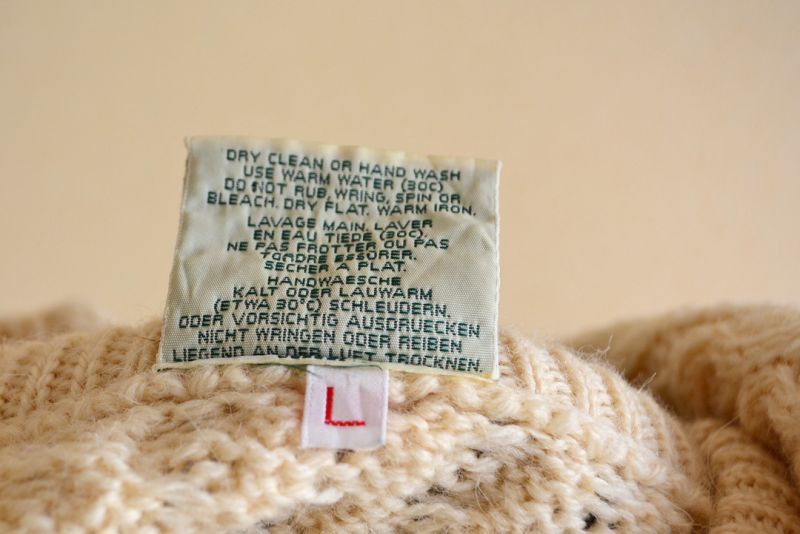 DRY CLEAN OR HAND WASH
USE WARM WATER (30C)
DO NOT RUB, WRING, SPIN OR
BLEACH. DRY FLAT. WARM IRON.
LAVAGE MAIN. LAVER
EN EAU TIEDE (30C).
NE PAS FROTTER OU PAS
TORDRE ESSORER.
SECHER A PLAT.
HANDWAESCHE
KALT ODER LAUWARM
(ETWA 30°C) SCHLEUDERN.
ODER VORSICHTIG AUSDRUECKEN
NICHT WRINGEN ODER REIBEN
LIEGEND AN DER LUFT TROCKNEN.
L